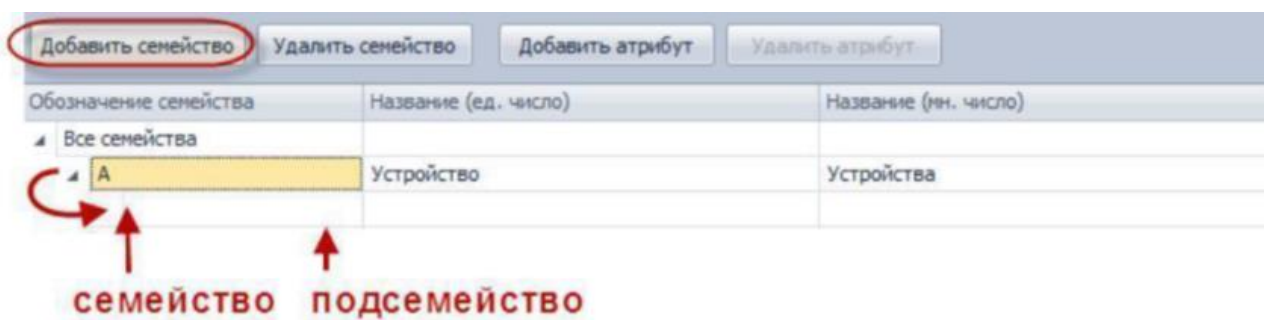 Добавить семейство Удалить семейство Добавить атрибут Удалить атрибут
Обозначение семейства Название (ед. число) Название (мн. число)
Все семейства
А Устройство Устройства
семейство подсемейство